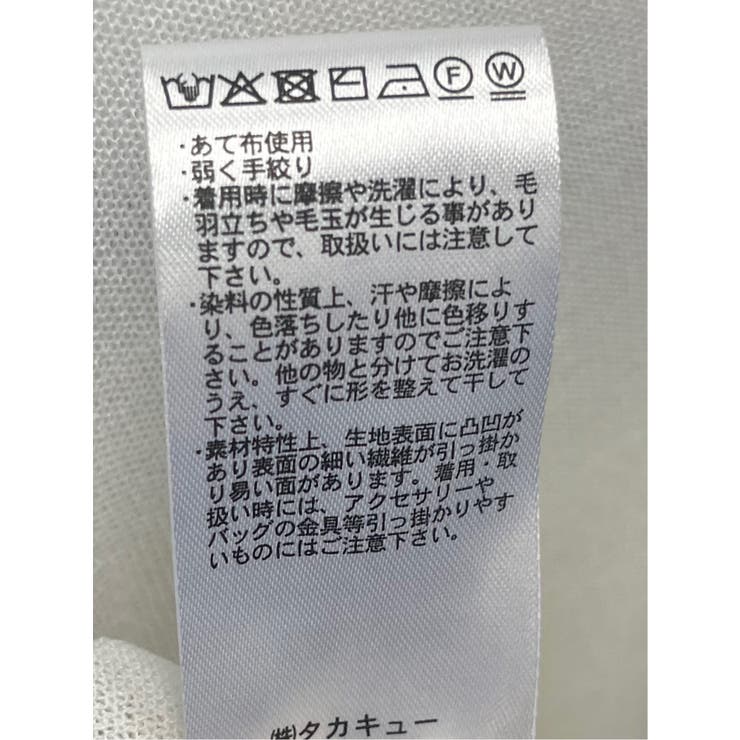 F W
・あて布使用
・弱く手絞り
・着用時に摩擦や洗濯により、毛
羽立ちや毛玉が生じる事があり
ますので、取扱いには注意して
下さい。
・染料の性質上、汗や摩擦によ
り、色落ちしたり他に色移りす
ることがありますのでご注意下
さい。他の物と分けてお洗濯の
うえ、すぐに形を整えて干して
下さい。
・素材特性上、生地表面に凸凹が
あり表面の細い繊維が引っ掛か
り易い面があります。着用・取
扱い時には、アクセサリーや
バッグの金具等引っ掛かりやす
いものにはご注意下さい。
㈱タカキュー